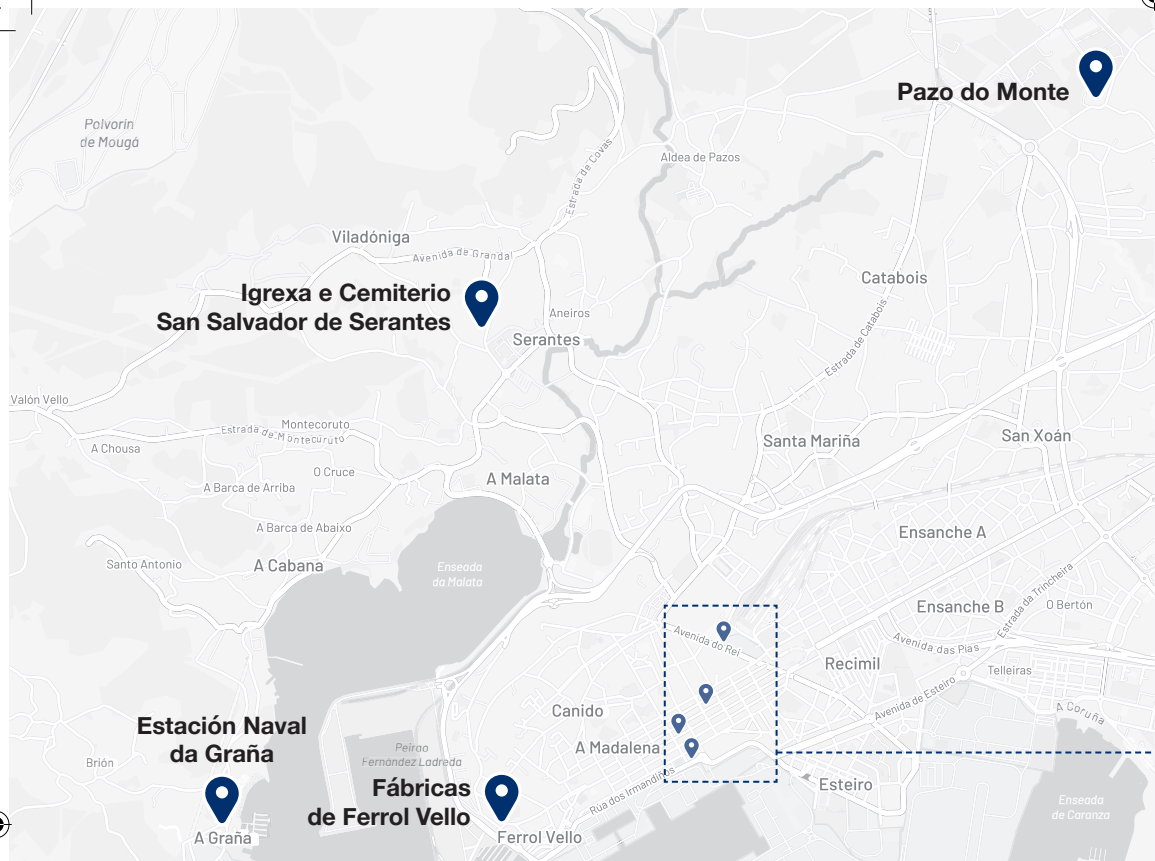 Pazo do Monte
Polvorín
de Mougá
Aldea de Pazos
Estrada de Covas
Viladóniga
Avenida de Grandal
Catabois
Igrexa e Cemiterio
San Salvador de Serantes
Aneiros
Serantes
Estrada de Catabois
Valón Vello
Montecoruto
Estrada de Montecuruto
A Chousa
Santa Mariña
San Xoán
O Cruce
A Malata
A Barca de Arriba
A Barca de Abaixo
Ensanche A
Santo Antonio
A Cabana
Enseada
da Malata
Estrada da Trincheira
Ensanche B
O Bertón
Avenida do Rei
Avenida das Pías
Recimil
Telleiras
Avenida de Esteiro
Canido
A Coruña
Estación Naval
da Graña
A Madalena
Peirao
Fernández Ladreda
Brión
Fábricas
de Ferrol Vello
Rúa dos Irmandiños
Esteiro
Enseada
de Caranza
A Graña
Ferrol Vello